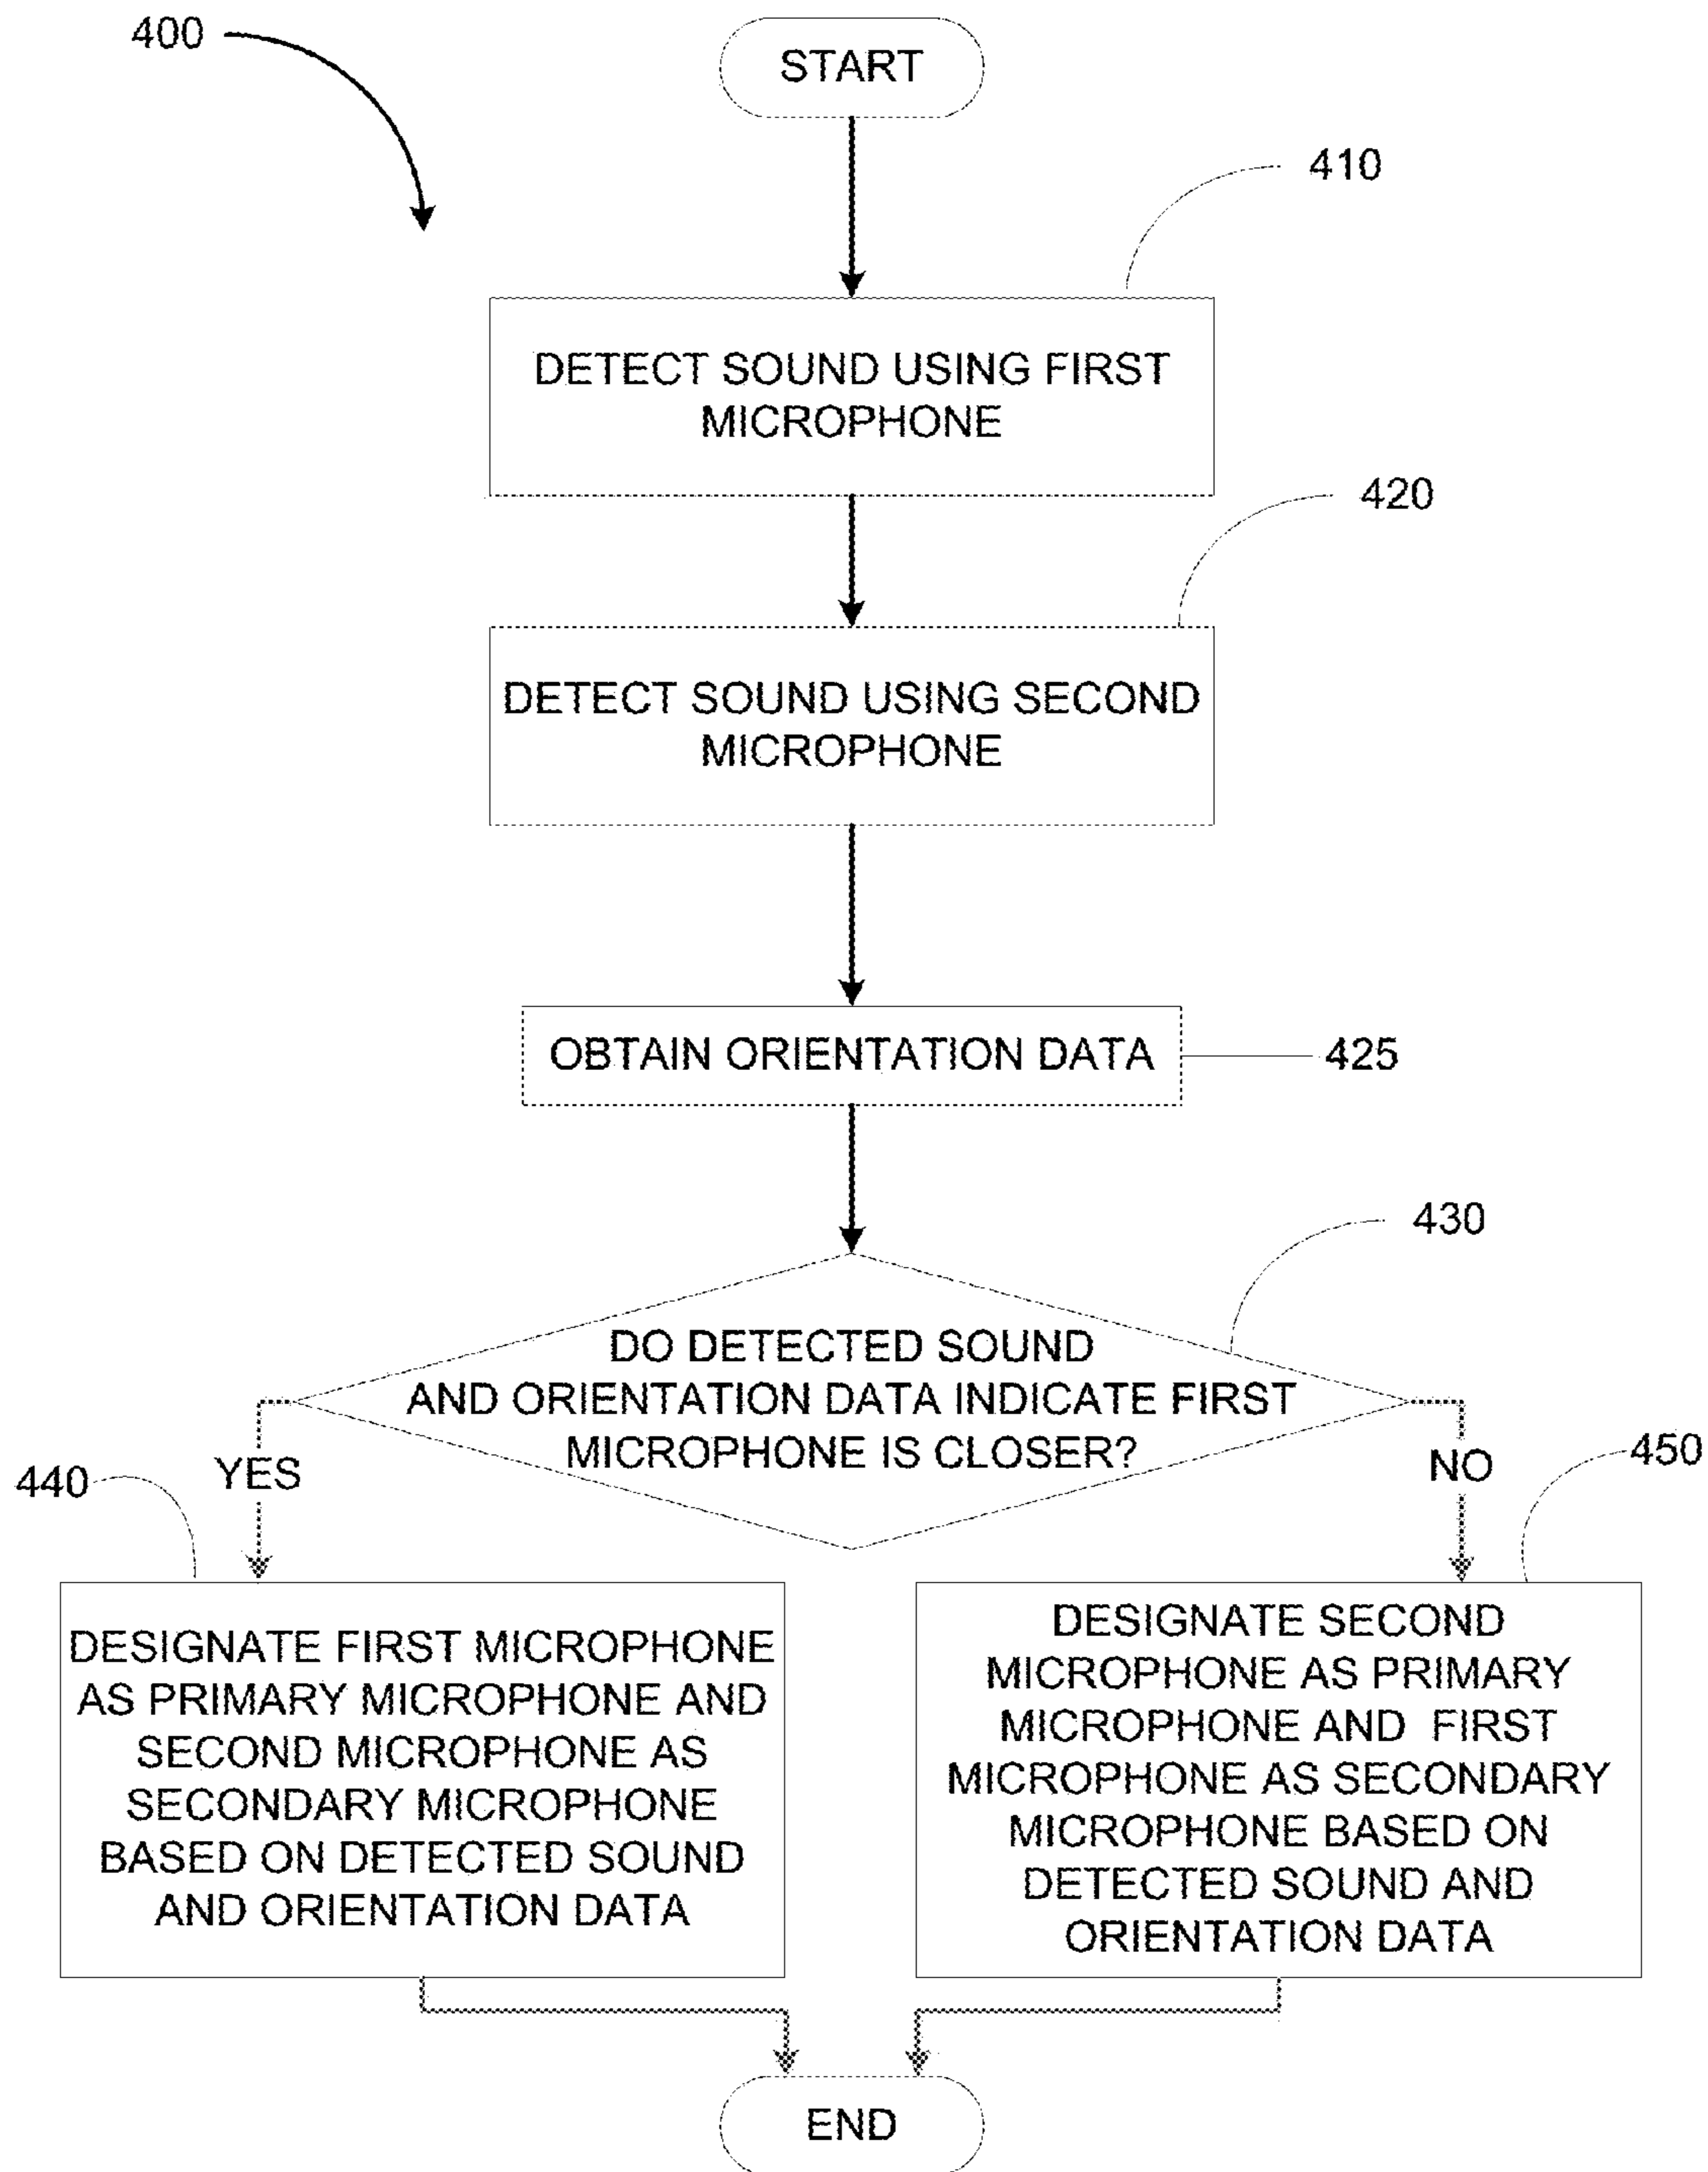 400
START
410
DETECT SOUND USING FIRST
MICROPHONE
420
DETECT SOUND USING SECOND
MICROPHONE
OBTAIN ORIENTATION DATA
425
430
DO DETECTED SOUND
AND ORIENTATION DATA INDICATE FIRST
MICROPHONE IS CLOSER?
YES
NO
440
450
DESIGNATE FIRST MICROPHONE
AS PRIMARY MICROPHONE AND
SECOND MICROPHONE AS
SECONDARY MICROPHONE
BASED ON DETECTED SOUND
AND ORIENTATION DATA
DESIGNATE SECOND
MICROPHONE AS PRIMARY
MICROPHONE AND FIRST
MICROPHONE AS SECONDARY
MICROPHONE BASED ON
DETECTED SOUND AND
ORIENTATION DATA
END